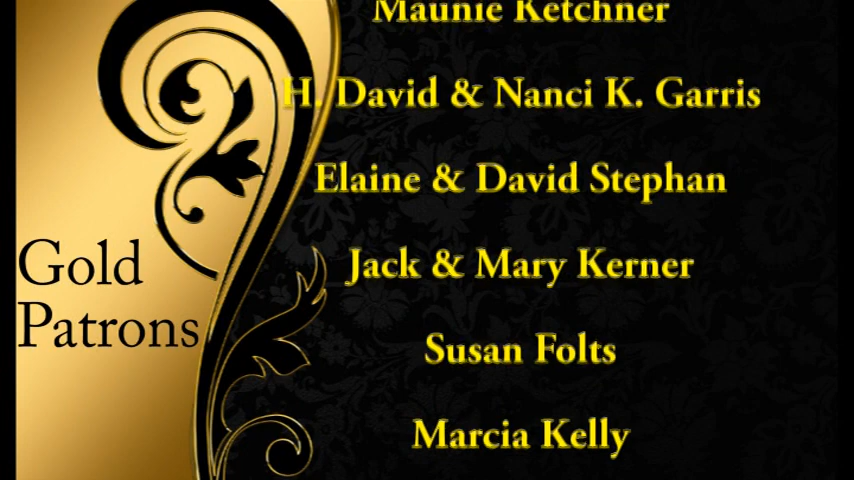 Maunie Ketchner
H. David & Nanci K. Garris
Elaine & David Stephan
Jack & Mary Kerner
Susan Folts
Marcia Kelly
Gold
Patrons